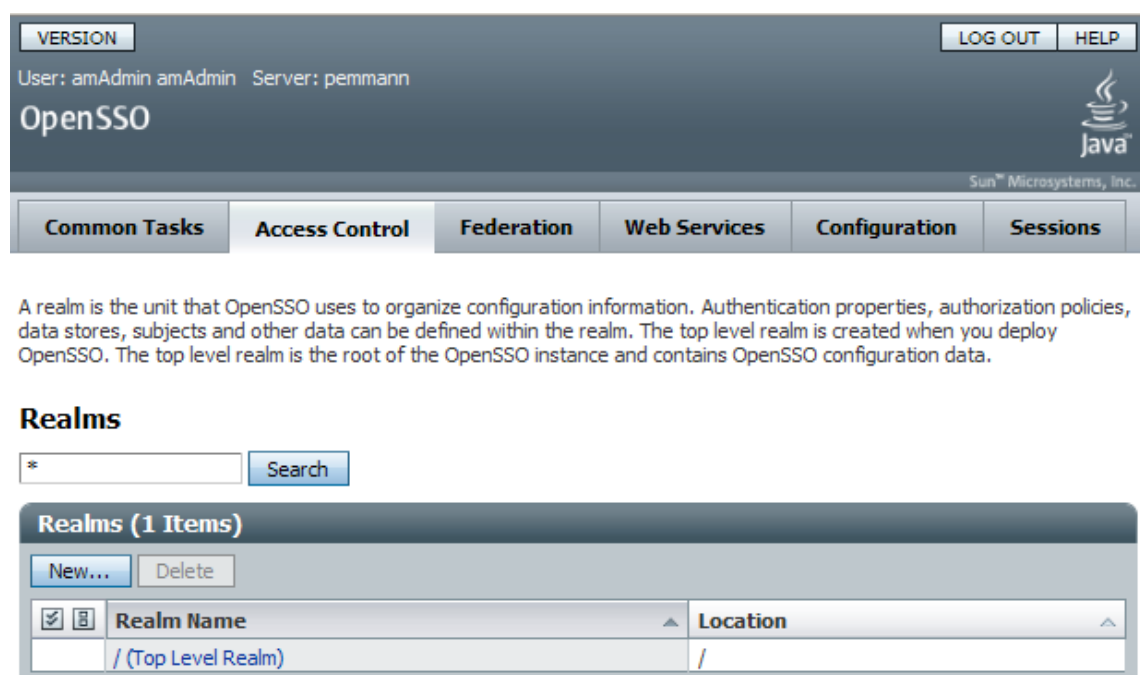 VERSION LOG OUT HELP
User: amAdmin amAdmin Server: pemmann
OpenSSO
Java™
Sun™ Microsystems, Inc.
Common Tasks Access Control Federation Web Services Configuration Sessions
A realm is the unit that OpenSSO uses to organize configuration information. Authentication properties, authorization policies,
data stores, subjects and other data can be defined within the realm. The top level realm is created when you deploy
OpenSSO. The top level realm is the root of the OpenSSO instance and contains OpenSSO configuration data.
Realms
* Search
Realms (1 Items)
New... Delete
Realm Name Location
/ (Top Level Realm) /